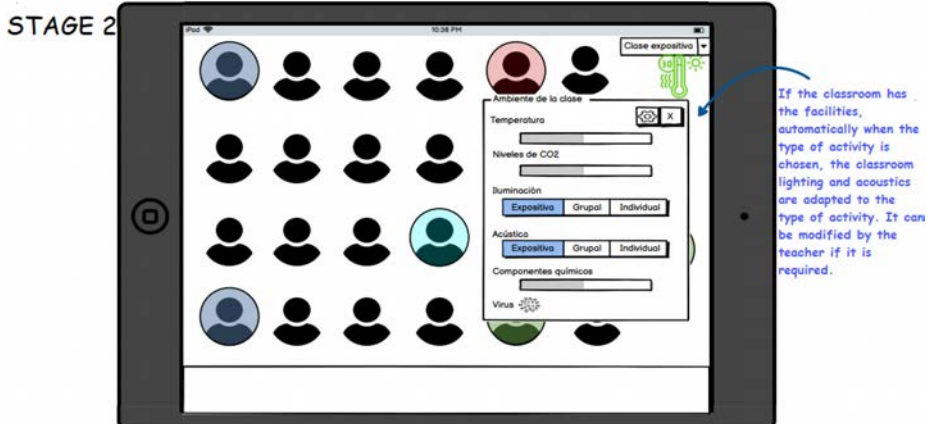 STAGE 2
iPad
10:38 PM
Clase expositiva
30
Ambiente de la clase
X
Temperatura
Niveles de CO2
Iluminación
Expositiva Grupal Individual
Acústica
Expositiva Grupal Individual
Componentes químicos
Virus
If the classroom has
the facilities,
automatically when the
type of activity is
chosen, the classroom
lighting and acoustics
are adapted to the
type of activity. It can
be modified by the
teacher if it is
required.